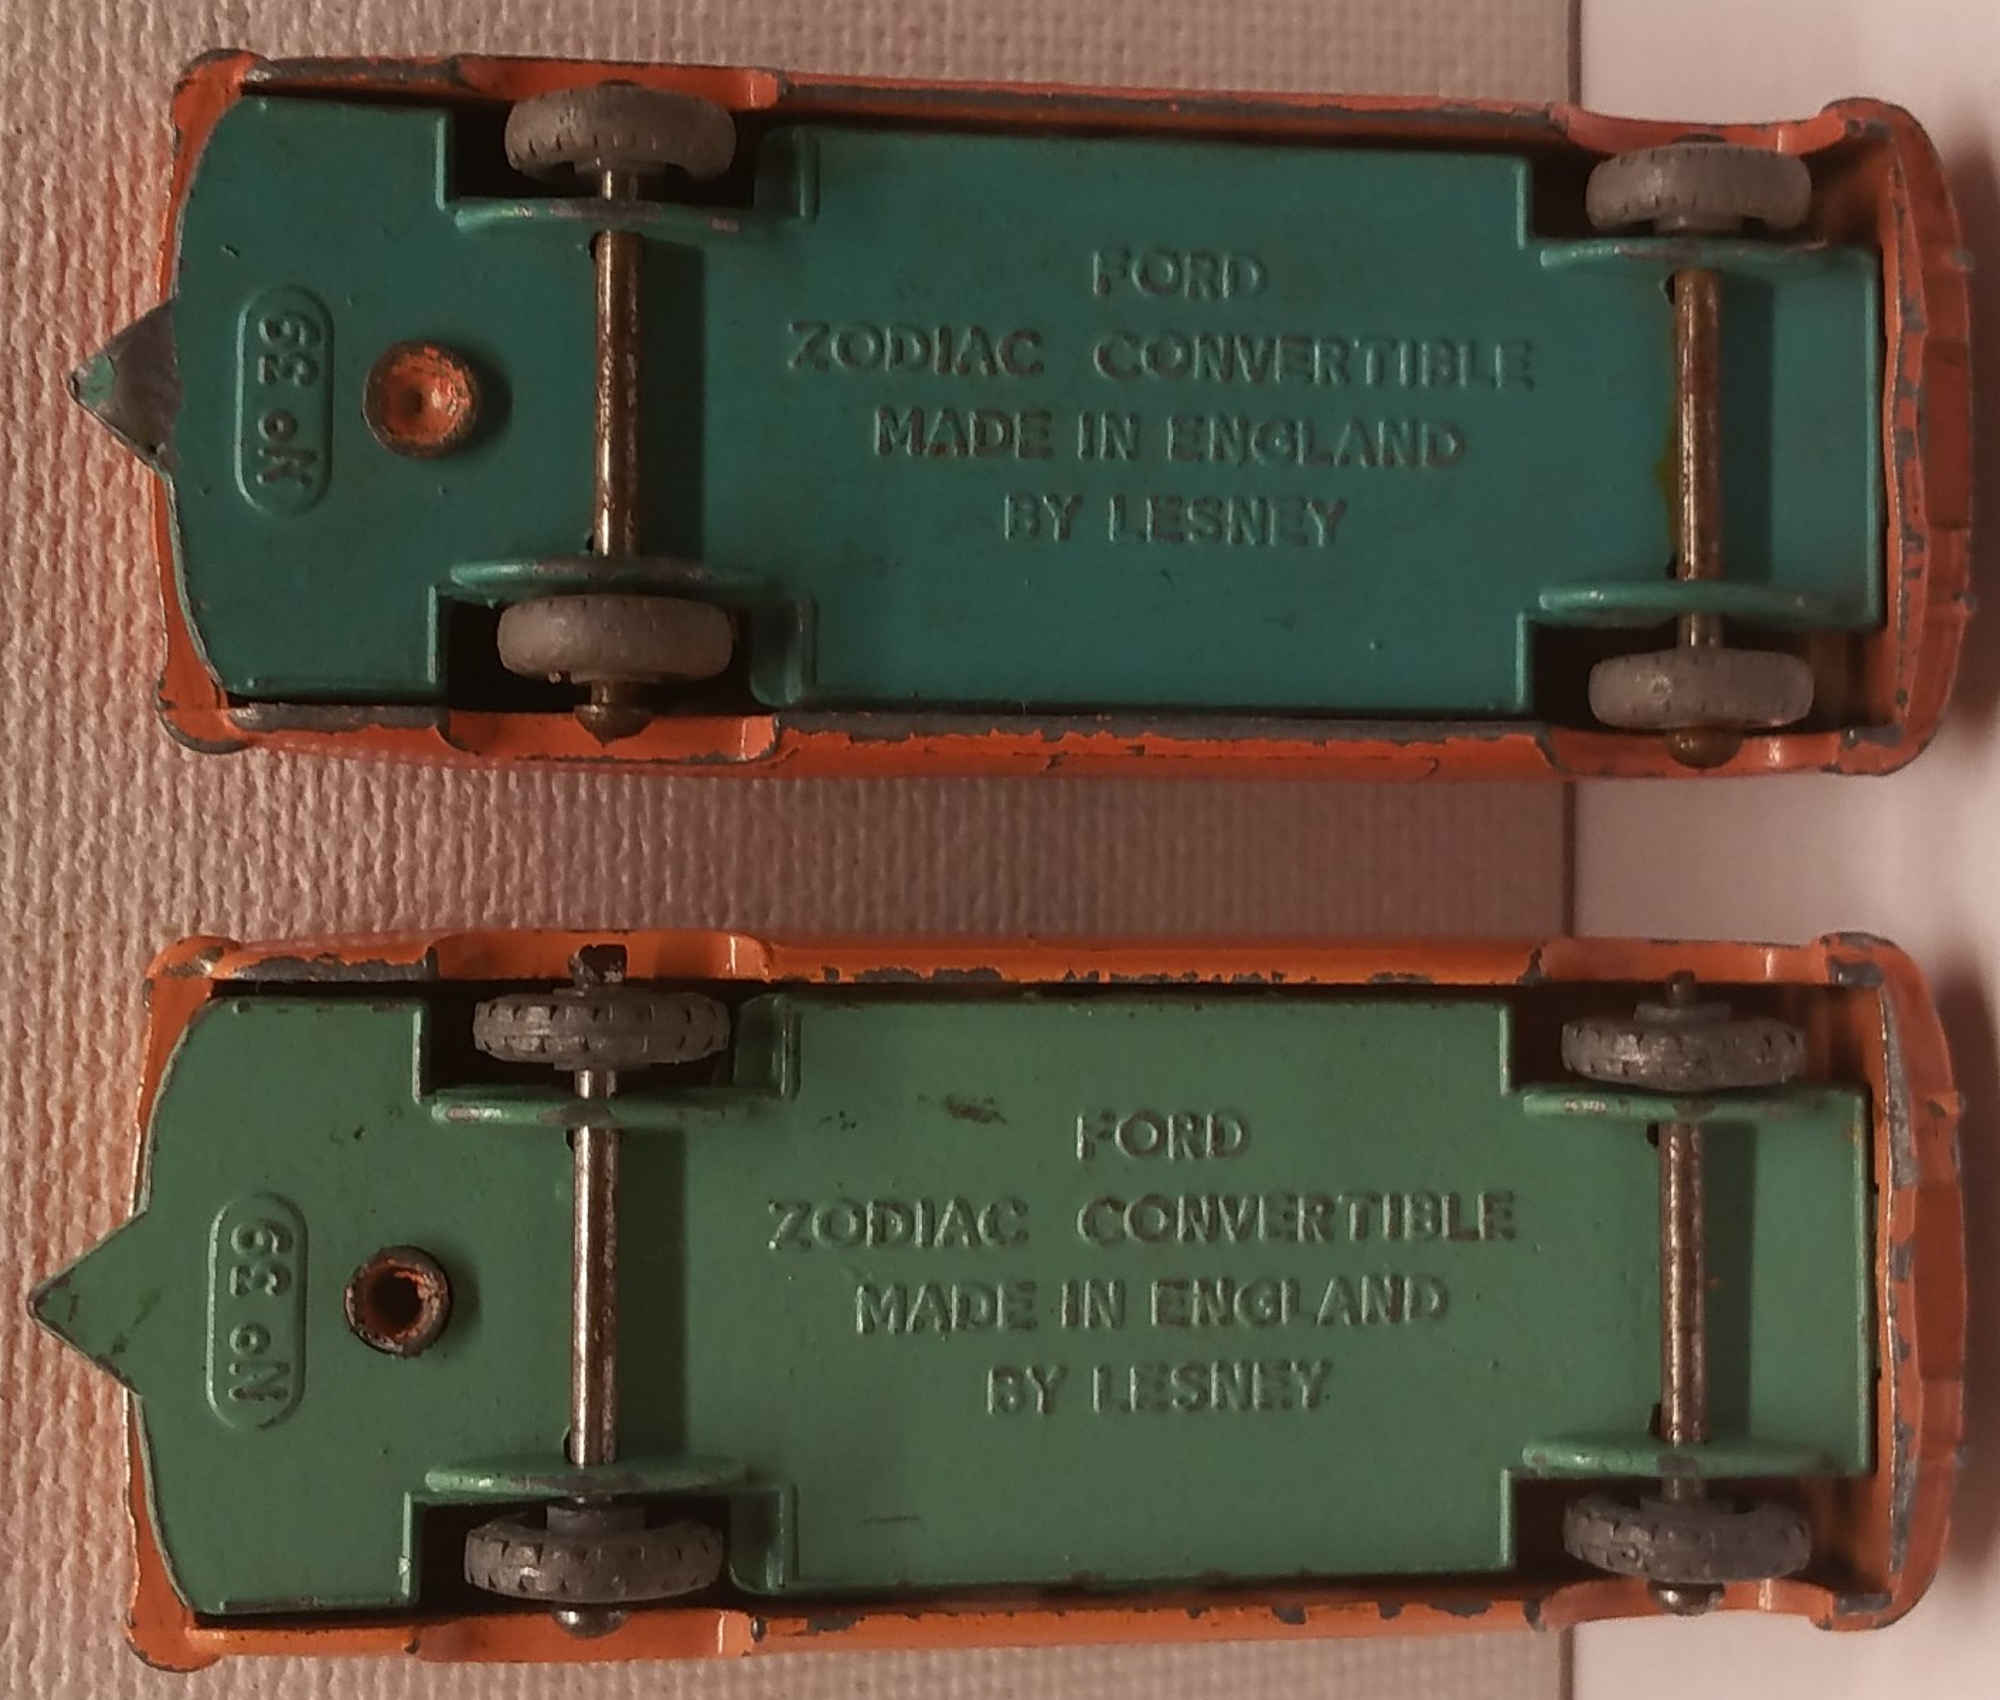 No 39
FORD
ZODIAC CONVERTIBLE
MADE IN ENGLAND
BY LESNEY
No 39
FORD
ZODIAC CONVERTIBLE
MADE IN ENGLAND
BY LESNEY